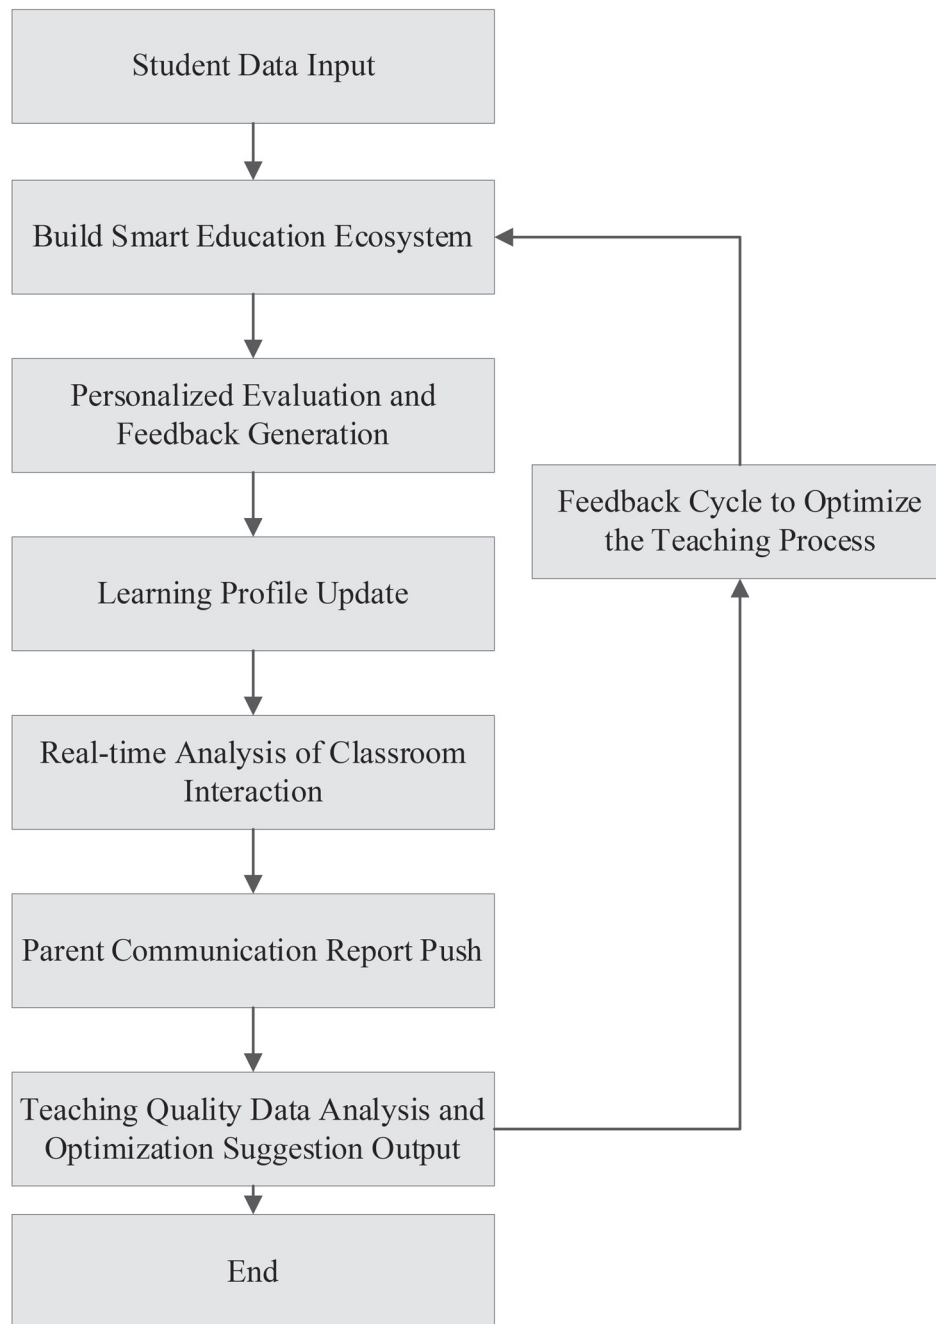 Student Data Input
Build Smart Education Ecosystem
Personalized Evaluation and
Feedback Generation
Learning Profile Update
Real-time Analysis of Classroom
Interaction
Parent Communication Report Push
Teaching Quality Data Analysis and
Optimization Suggestion Output
End
Feedback Cycle to Optimize
the Teaching Process